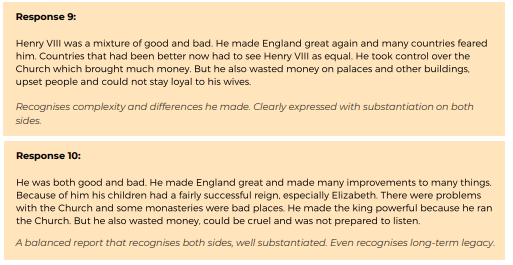 Response 9:
Henry VIII was a mixture of good and bad. He made England great again and many countries feared
him. Countries that had been better now had to see Henry VIII as equal. He took control over the
Church which brought much money. But he also wasted money on palaces and other buildings,
upset people and could not stay loyal to his wives.
Recognises complexity and differences he made. Clearly expressed with substantiation on both
sides.
Response 10:
He was both good and bad. He made England great and made many improvements to many things.
Because of him his children had a fairly successful reign, especially Elizabeth. There were problems
with the Church and some monasteries were bad places. He made the king powerful because he ran
the Church. But he also wasted money, could be cruel and was not prepared to listen.
A balanced report that recognises both sides, well substantiated. Even recognises long-term legacy.